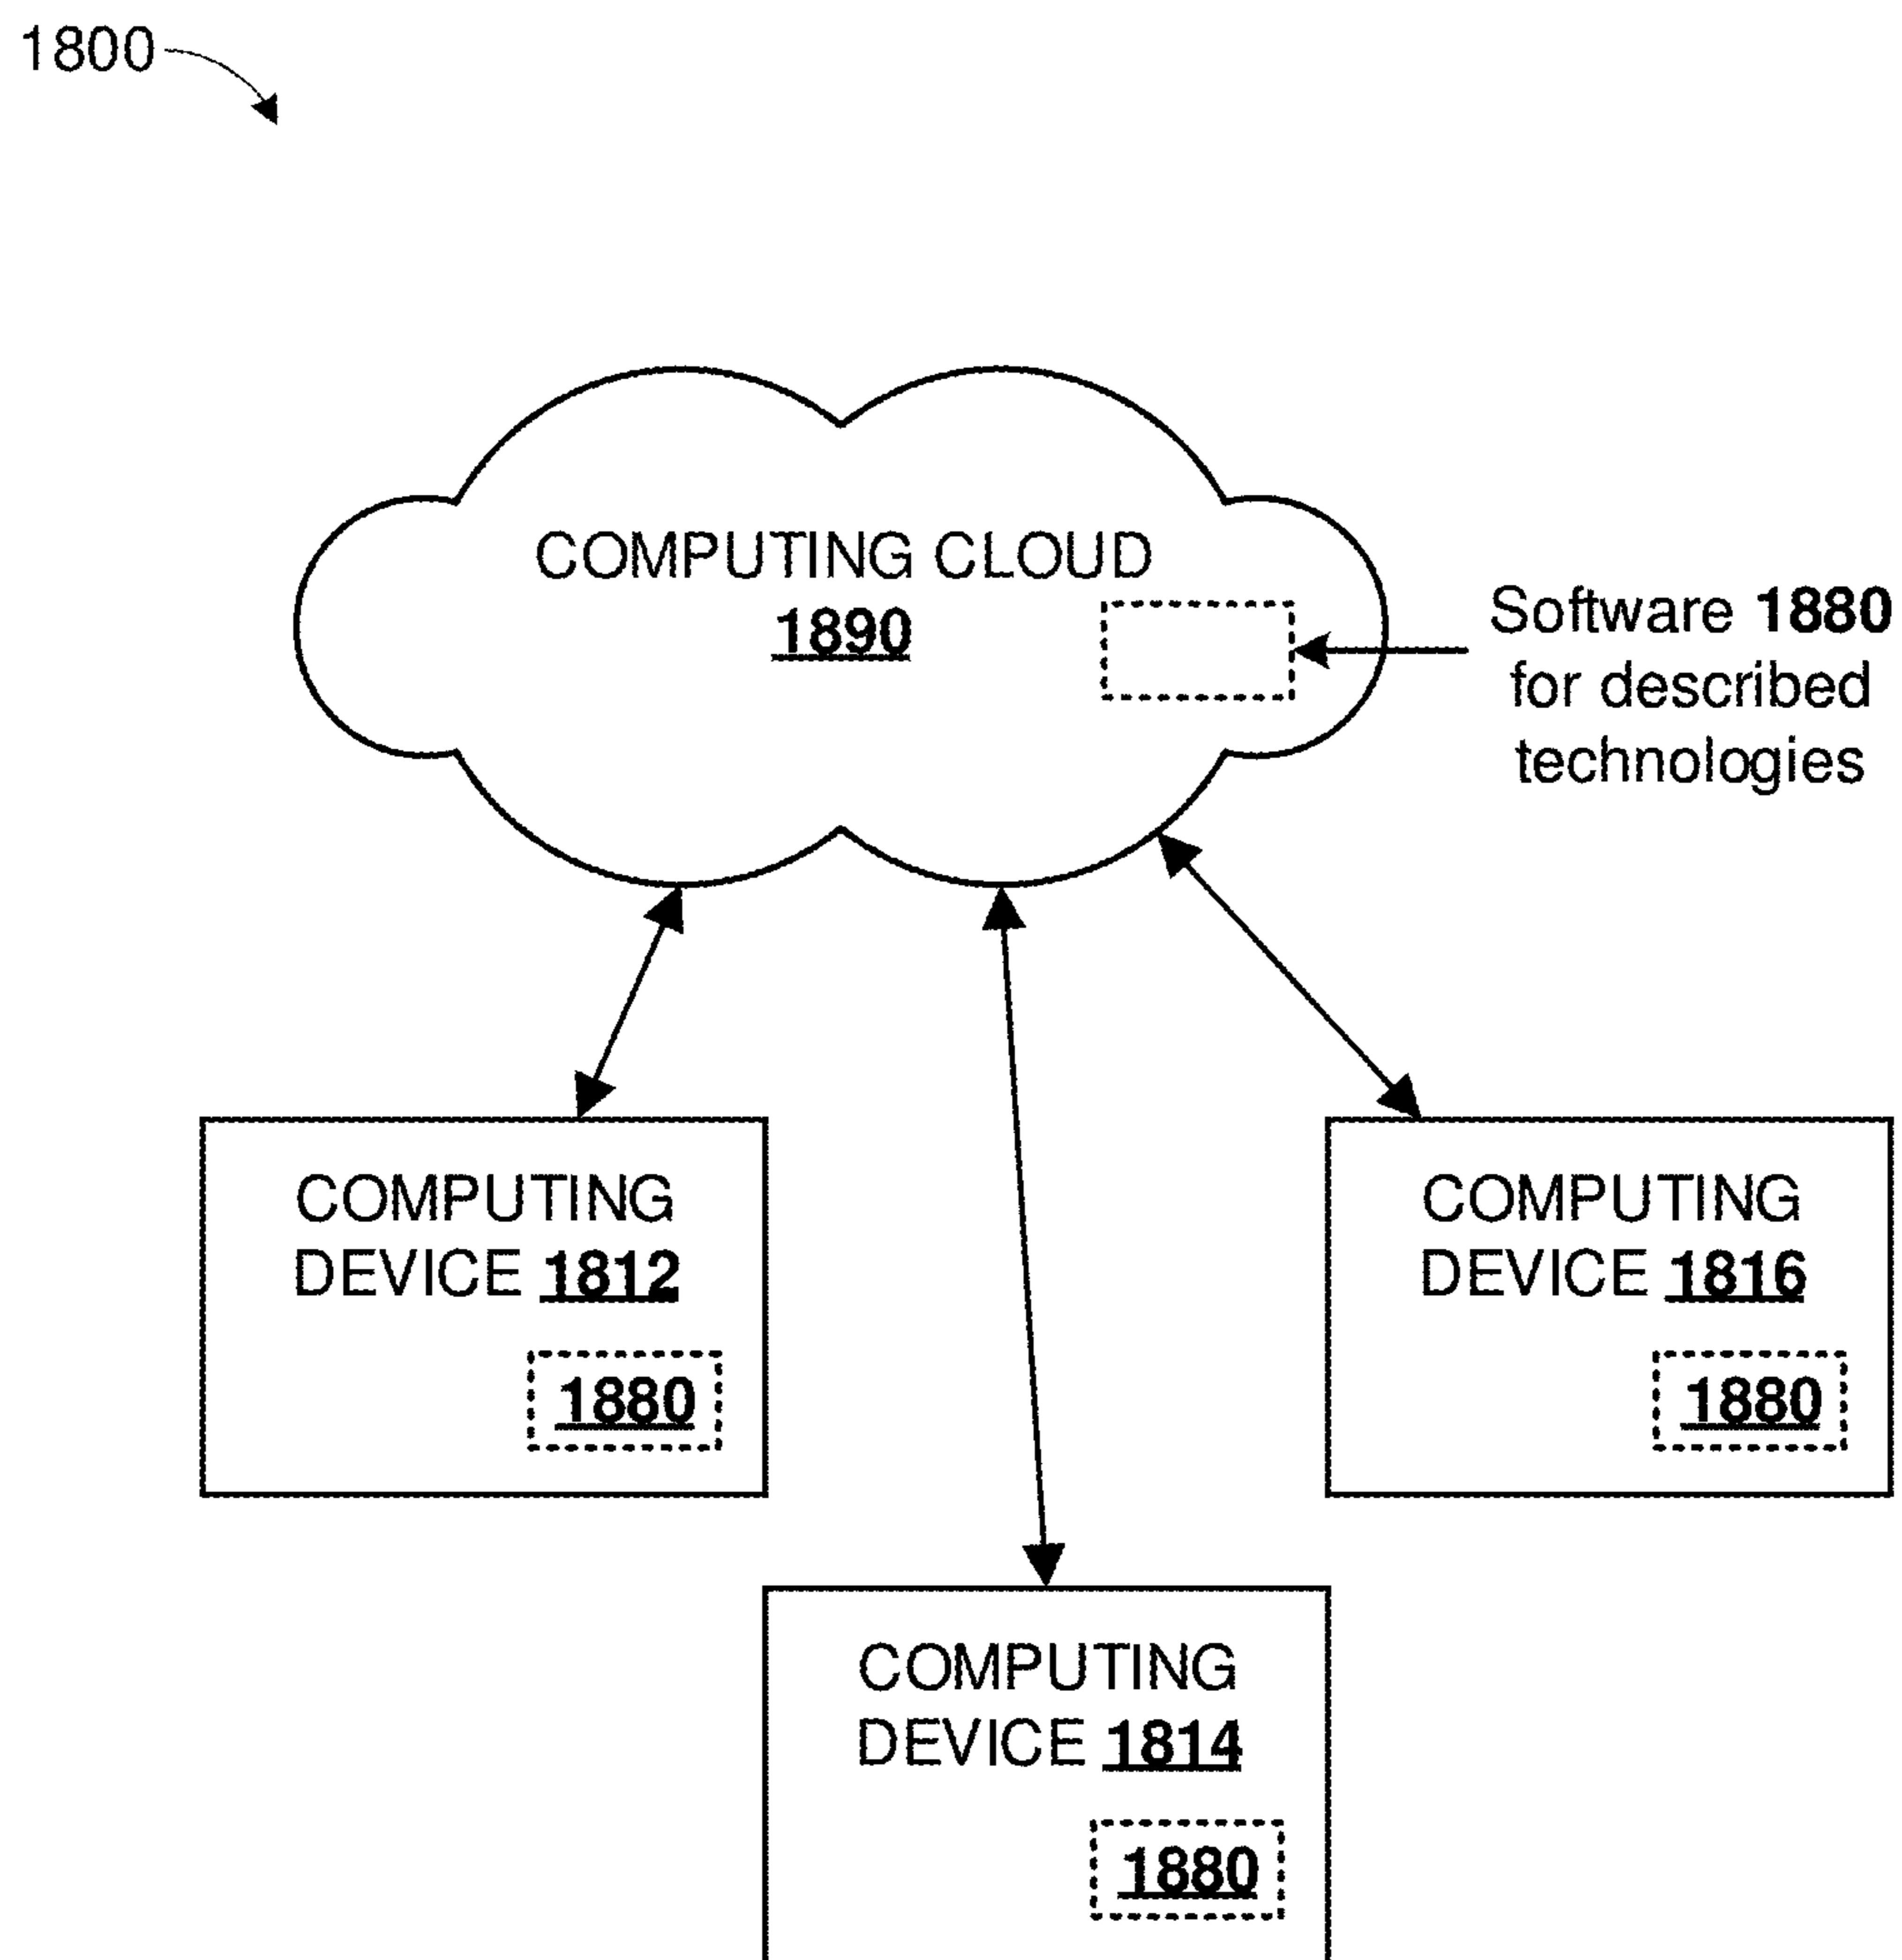 1800
COMPUTING CLOUD
1890
Software 1880
for described
technologies
COMPUTING
DEVICE 1812
1880
COMPUTING
DEVICE 1816
1880
COMPUTING
DEVICE 1814
1880